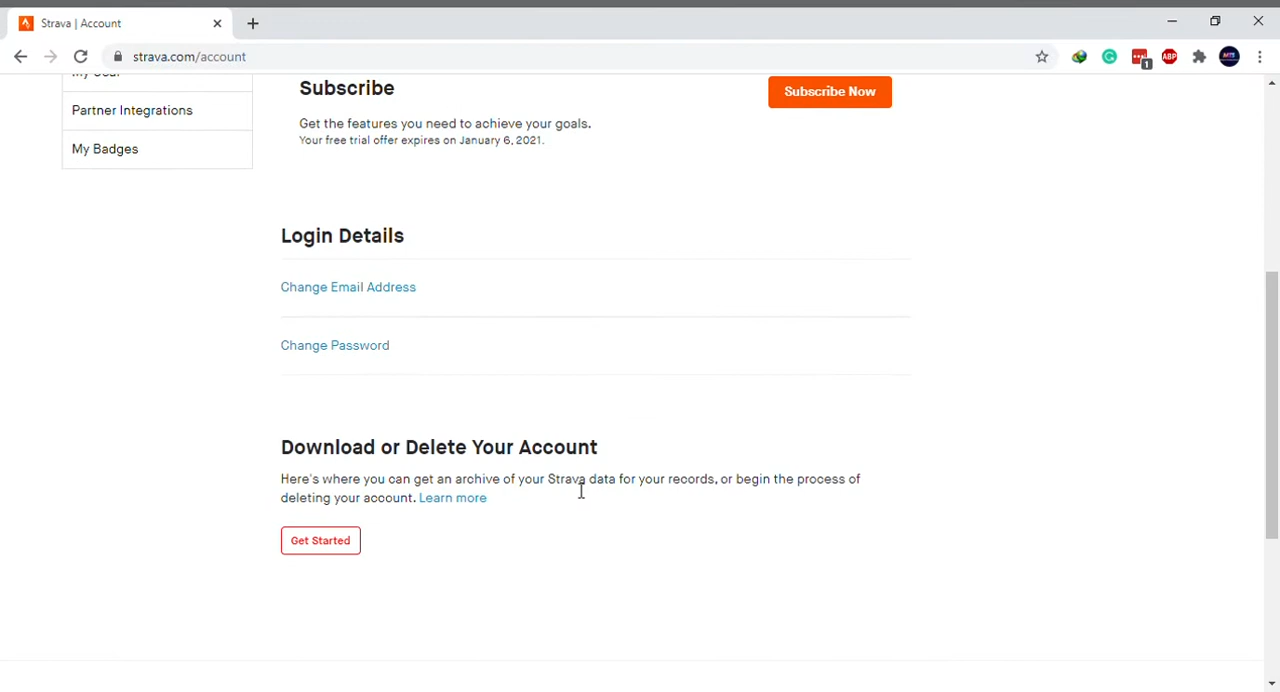 Strava | Account
strava.com/account
1
MTS
ABP
Subscribe
Subscribe Now
Partner Integrations
Get the features you need to achieve your goals.
Your free trial offer expires on January 6, 2021.
My Badges
Login Details
Change Email Address
Change Password
Download or Delete Your Account
Here's where you can get an archive of your Strava data for your records, or begin the process of
deleting your account. Learn more
Get Started